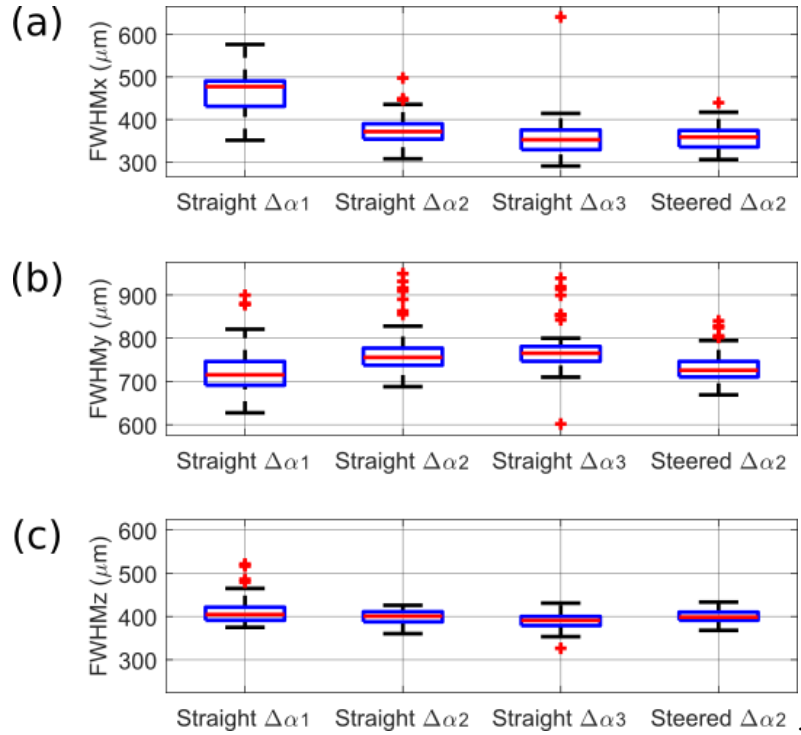 (a)
FWHMx (μm)
600
500
400
300
Straight Δα1 Straight Δα2 Straight Δα3 Steered Δα2
(b)
FWHMy (μm)
900
800
700
600
Straight Δα1 Straight Δα2 Straight Δα3 Steered Δα2
(c)
FWHMz (μm)
600
500
400
300
Straight Δα1 Straight Δα2 Straight Δα3 Steered Δα2 .